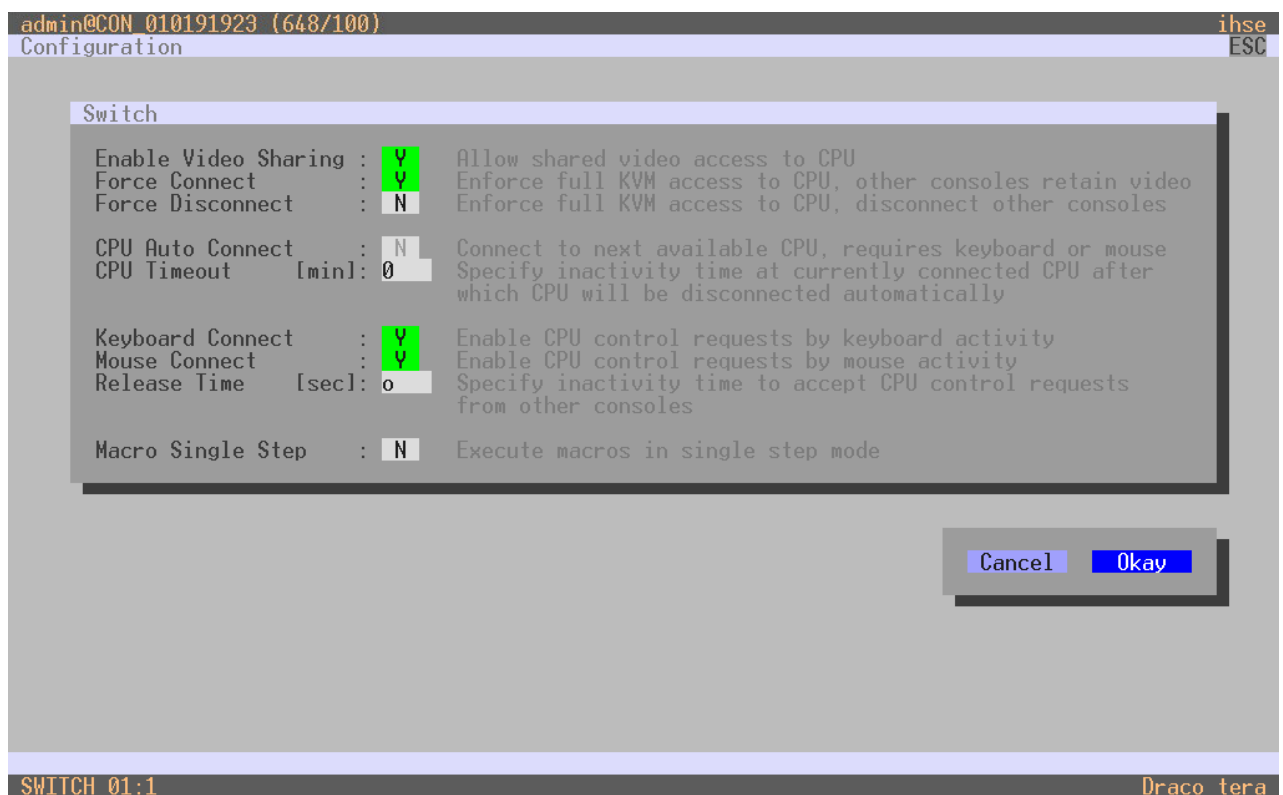 admin@CON_010191923 (648/100) ihse
Configuration ESC
Switch
Enable Video Sharing : Y Allow shared video access to CPU
Force Connect : Y Enforce full KVM access to CPU, other consoles retain video
Force Disconnect : N Enforce full KVM access to CPU, disconnect other consoles
CPU Auto Connect : N Connect to next available CPU, requires keyboard or mouse
CPU Timeout [min]: 0 Specify inactivity time at currently connected CPU after
which CPU will be disconnected automatically
Keyboard Connect : Y Enable CPU control requests by keyboard activity
Mouse Connect : Y Enable CPU control requests by mouse activity
Release Time [sec]: o Specify inactivity time to accept CPU control requests
from other consoles
Macro Single Step : N Execute macros in single step mode
Cancel Okay
SWITCH 01:1 Draco tera